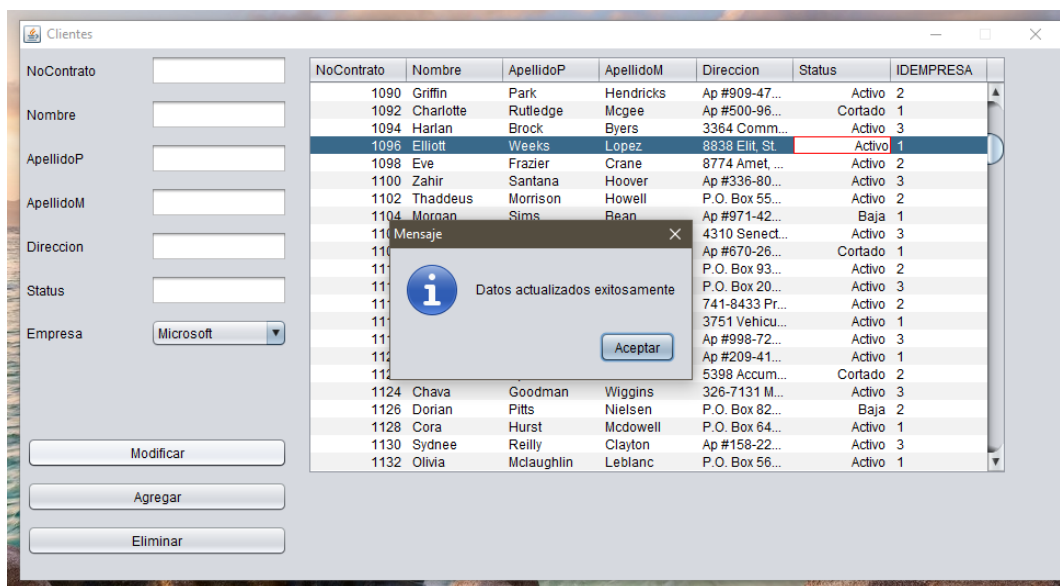 Clientes
NoContrato
Nombre
ApellidoP
ApellidoM
Direccion
Status
Empresa Microsoft
Modificar
Agregar
Eliminar
NoContrato Nombre ApellidoP ApellidoM Direccion Status IDEMPRESA
1090 Griffin Park Hendricks Ap #909-47... Activo 2
1092 Charlotte Rutledge Mcgee Ap #500-96... Cortado 1
1094 Harlan Brock Byers 3364 Comm... Activo 3
1096 Elliott Weeks Lopez 8838 Elit, St. Activo 1
1098 Eve Frazier Crane 8774 Amet, ... Activo 2
1100 Zahir Santana Hoover Ap #336-80... Activo 3
1102 Thaddeus Morrison Howell P.O. Box 55... Activo 2
1104 Morgan Sims Bean Ap #971-42... Baja 1
4310 Senect... Activo 3
Ap #670-26... Cortado 1
P.O. Box 93... Activo 2
P.O. Box 20... Activo 3
741-8433 Pr... Activo 2
3751 Vehicu... Activo 1
Ap #998-72... Activo 3
Ap #209-41... Activo 1
5398 Accum... Cortado 2
1124 Chava Goodman Wiggins 326-7131 M... Activo 3
1126 Dorian Pitts Nielsen P.O. Box 82... Baja 2
1128 Cora Hurst Mcdowell P.O. Box 64... Activo 1
1130 Sydnee Reilly Clayton Ap #158-22... Activo 3
1132 Olivia Mclaughlin Leblanc P.O. Box 56... Activo 1
Mensaje
Datos actualizados exitosamente
Aceptar